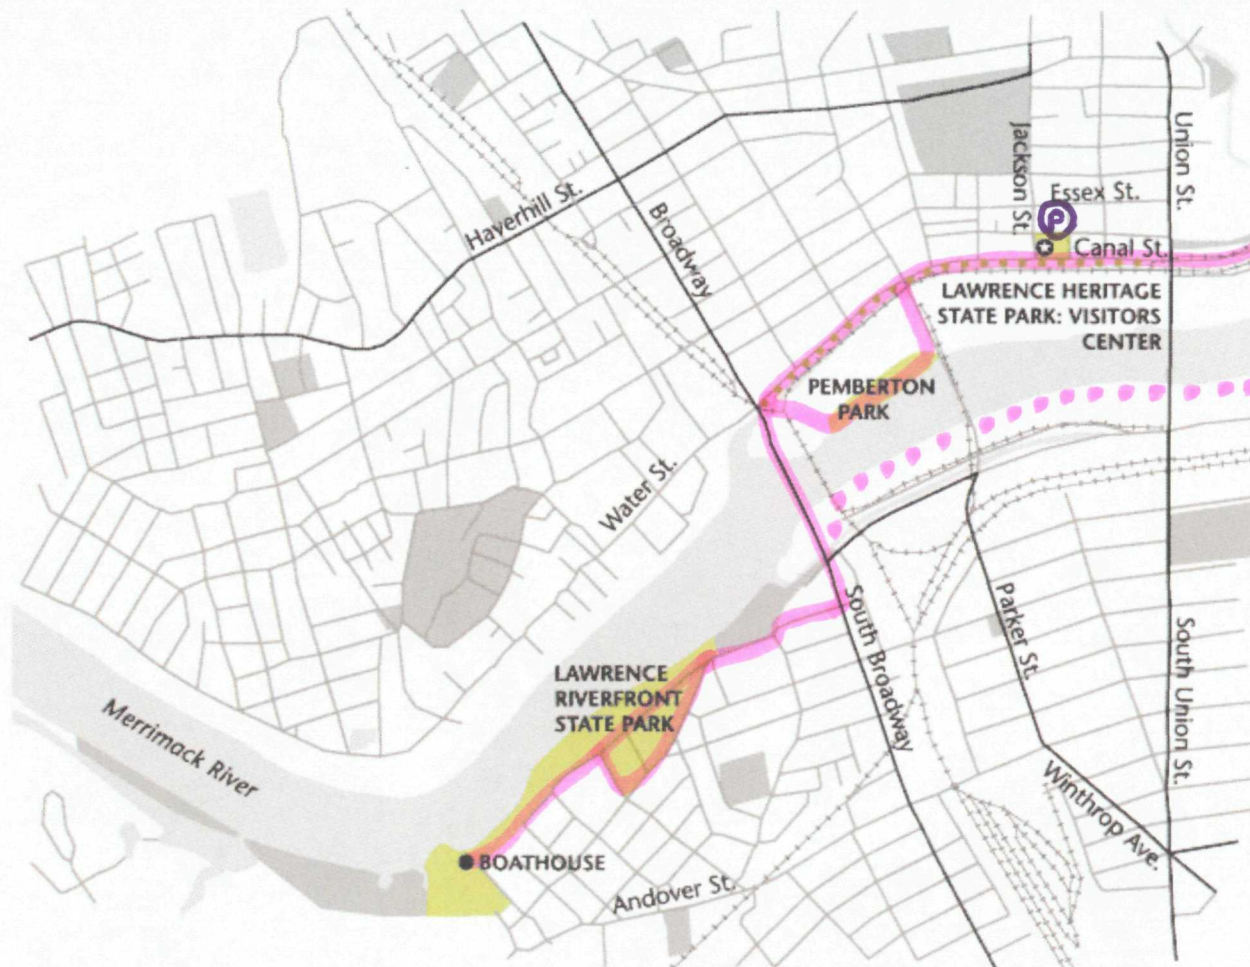 Haverhill St.
Broadway
Jackson St.
Union St.
Essex St.
P
Canal St.
LAWRENCE HERITAGE
STATE PARK: VISITORS
CENTER
PEMBERTON
PARK
Water St.
LAWRENCE
RIVERFRONT
STATE PARK
South Broadway
Parker St.
South Union St.
Merrimack River
Winthrop Ave.
BOATHOUSE
Andover St.